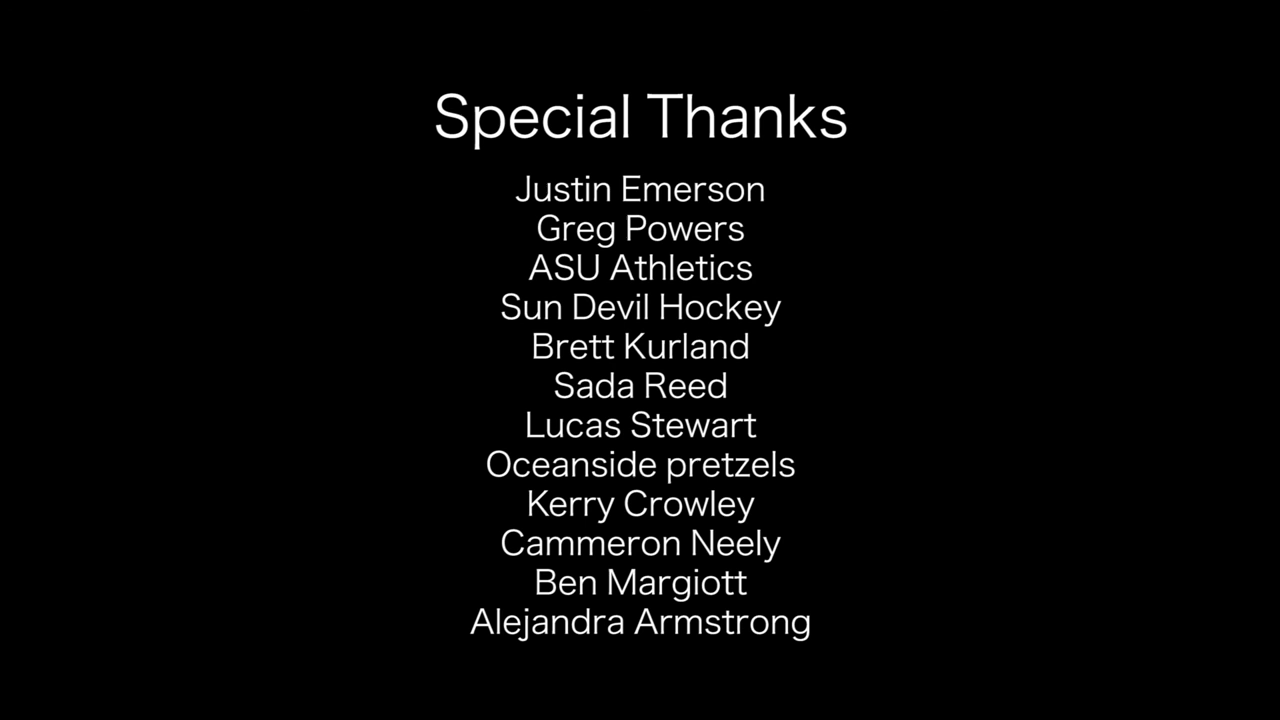 Special Thanks
Justin Emerson
Greg Powers
ASU Athletics
Sun Devil Hockey
Brett Kurland
Sada Reed
Lucas Stewart
Oceanside pretzels
Kerry Crowley
Cammeron Neely
Ben Margiott
Alejandra Armstrong